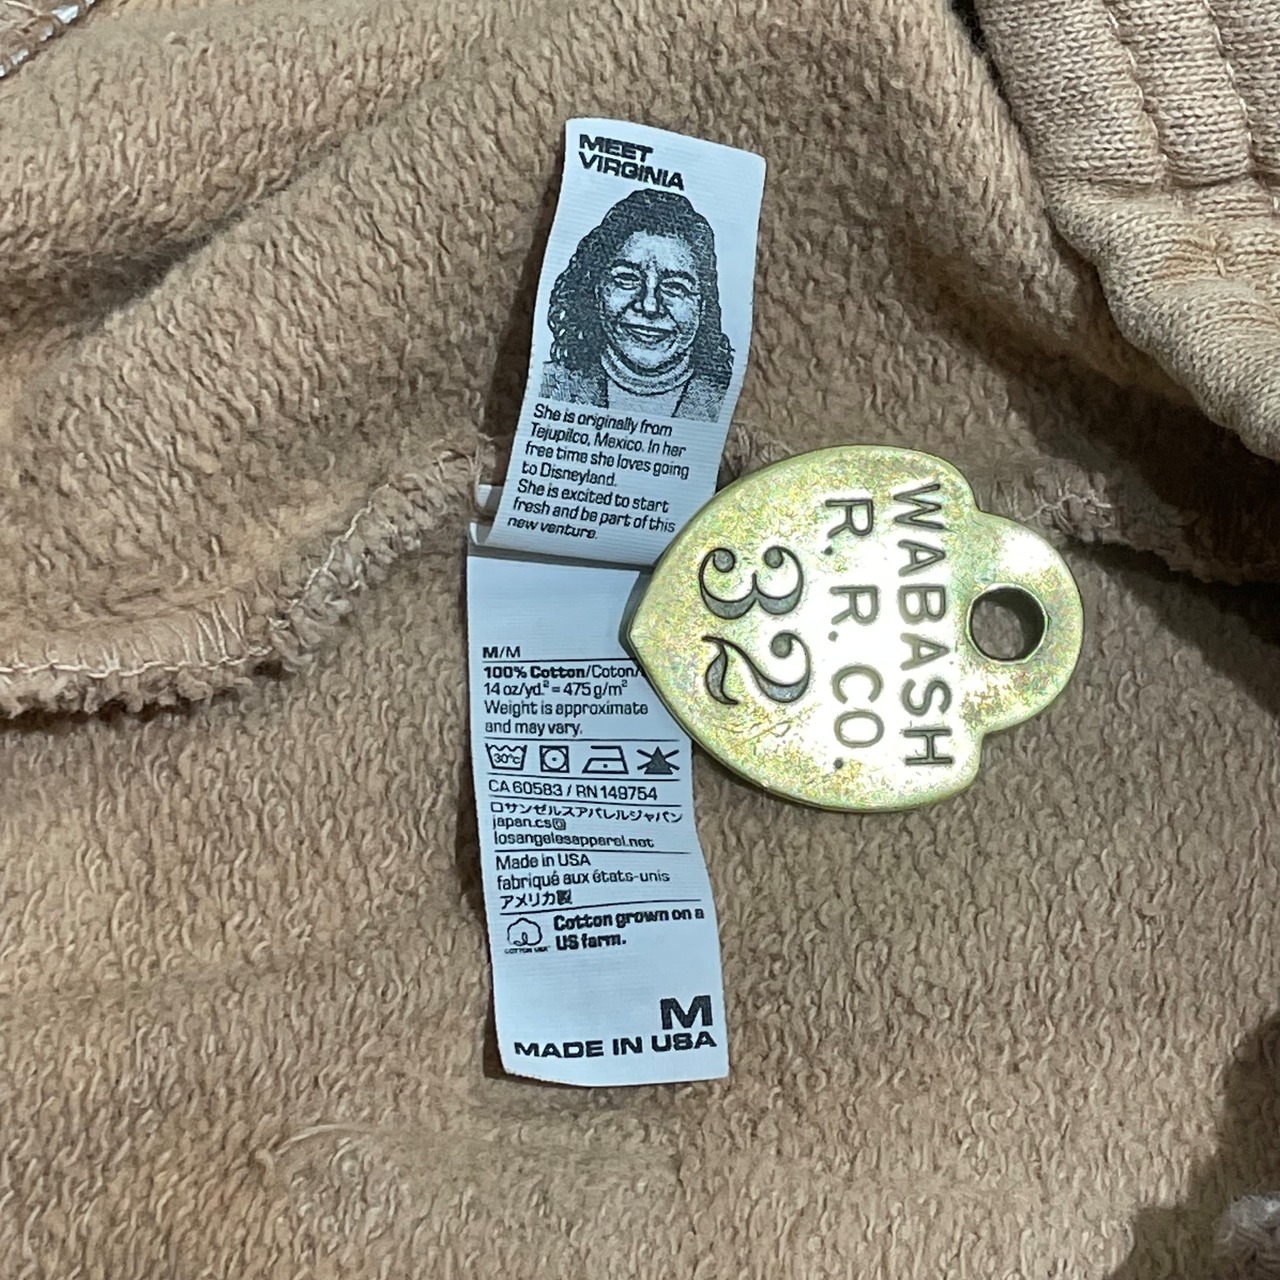 MEET
VIRGINIA
She is originally from
Tejupilco, Mexico. In her
free time she loves going
to Disneyland.
She is excited to start
fresh and be part of this
new venture.
M/M
100% Cotton/Coton/
14 oz/yd.² = 475 g/m²
Weight is approximate
and may vary.
30°C
CA 60583 / RN 149754
ロサンゼルスアパレルジャパン
japan.cs@
losangelesapparel.net
Made in USA
fabriqué aux états-unis
アメリカ製
Cotton grown on a
US farm.
COTTON USA
M
MADE IN USA
WABASH
R. R. CO.
32